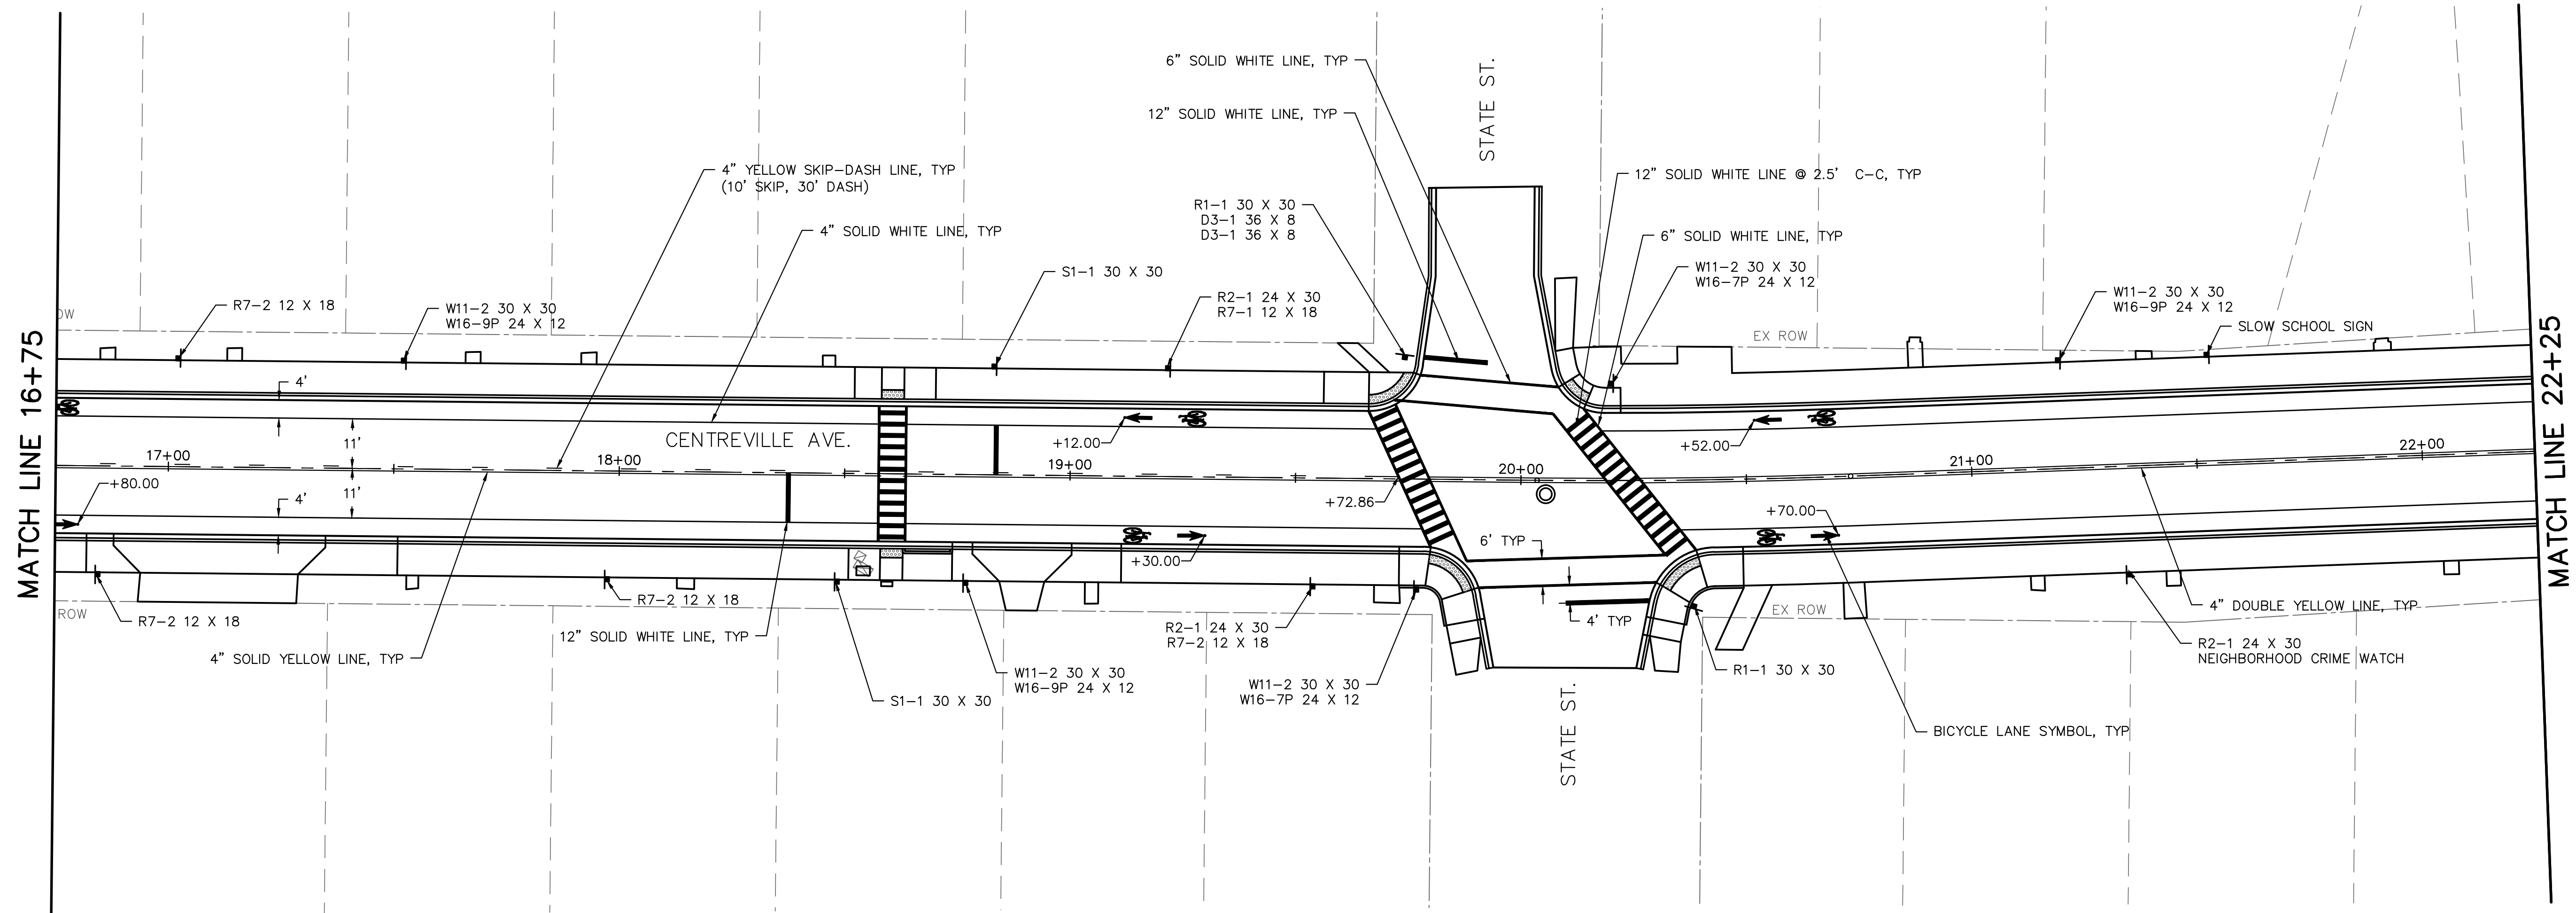 6" SOLID WHITE LINE, TYP
STATE ST.
12" SOLID WHITE LINE, TYP
4" YELLOW SKIP-DASH LINE, TYP
(10' SKIP, 30' DASH)
12" SOLID WHITE LINE @ 2.5' C-C, TYP
R1-1 30 X 30
D3-1 36 X 8
D3-1 36 X 8
4" SOLID WHITE LINE, TYP
6" SOLID WHITE LINE, TYP
S1-1 30 X 30
W11-2 30 X 30
W16-7P 24 X 12
R7-2 12 X 18
W11-2 30 X 30
W16-9P 24 X 12
R2-1 24 X 30
R7-1 12 X 18
W11-2 30 X 30
W16-9P 24 X 12
OW
EX ROW
SLOW SCHOOL SIGN
MATCH LINE 16+75
MATCH LINE 22+25
4'
11'
CENTREVILLE AVE.
+12.00
+52.00
17+00
18+00
19+00
20+00
21+00
22+00
+80.00
4'
11'
+72.86
+70.00
+30.00
6' TYP
R7-2 12 X 18
4' TYP
EX ROW
4" DOUBLE YELLOW LINE, TYP
ROW
R7-2 12 X 18
12" SOLID WHITE LINE, TYP
R2-1 24 X 30
R7-2 12 X 18
4" SOLID YELLOW LINE, TYP
R2-1 24 X 30
NEIGHBORHOOD CRIME WATCH
W11-2 30 X 30
W16-9P 24 X 12
R1-1 30 X 30
W11-2 30 X 30
W16-7P 24 X 12
S1-1 30 X 30
STATE ST.
BICYCLE LANE SYMBOL, TYP